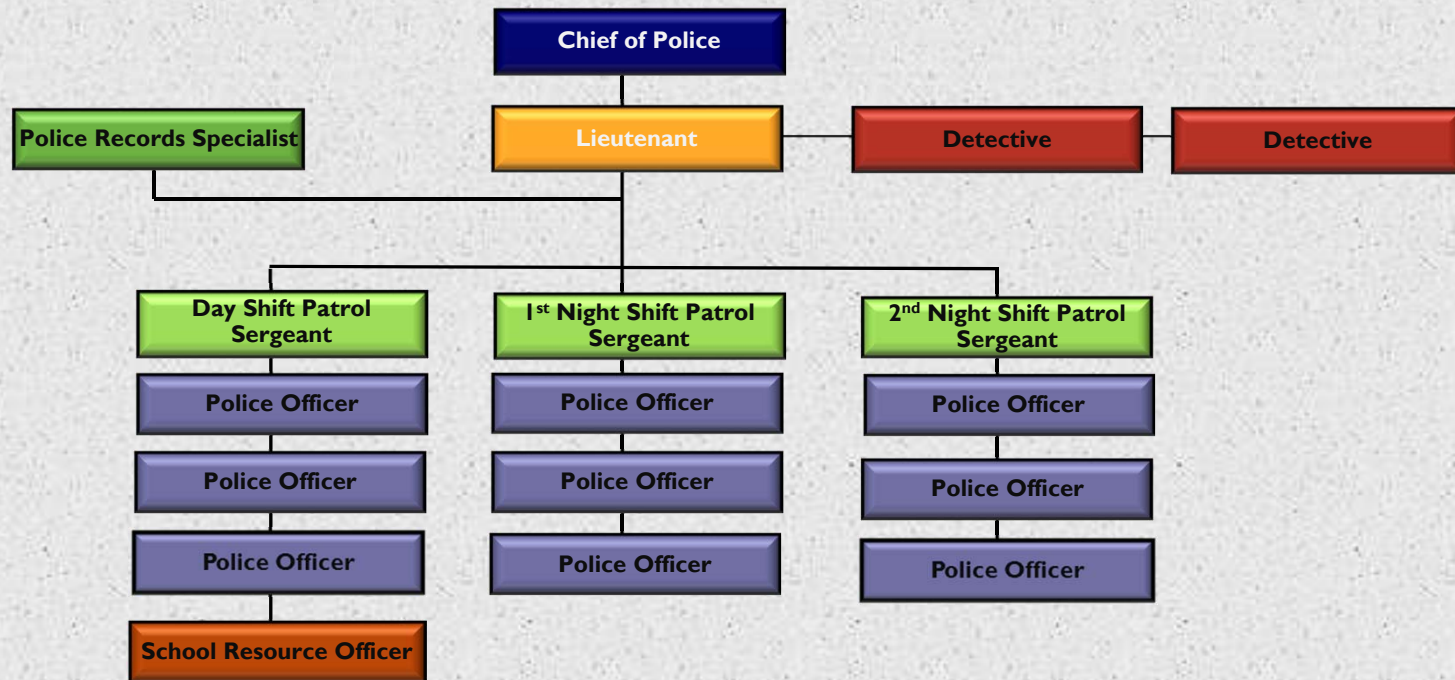 Chief of Police
Police Records Specialist
Lieutenant
Detective
Detective
Day Shift Patrol
Sergeant
1st Night Shift Patrol
Sergeant
2nd Night Shift Patrol
Sergeant
Police Officer
Police Officer
Police Officer
Police Officer
Police Officer
Police Officer
Police Officer
Police Officer
Police Officer
School Resource Officer